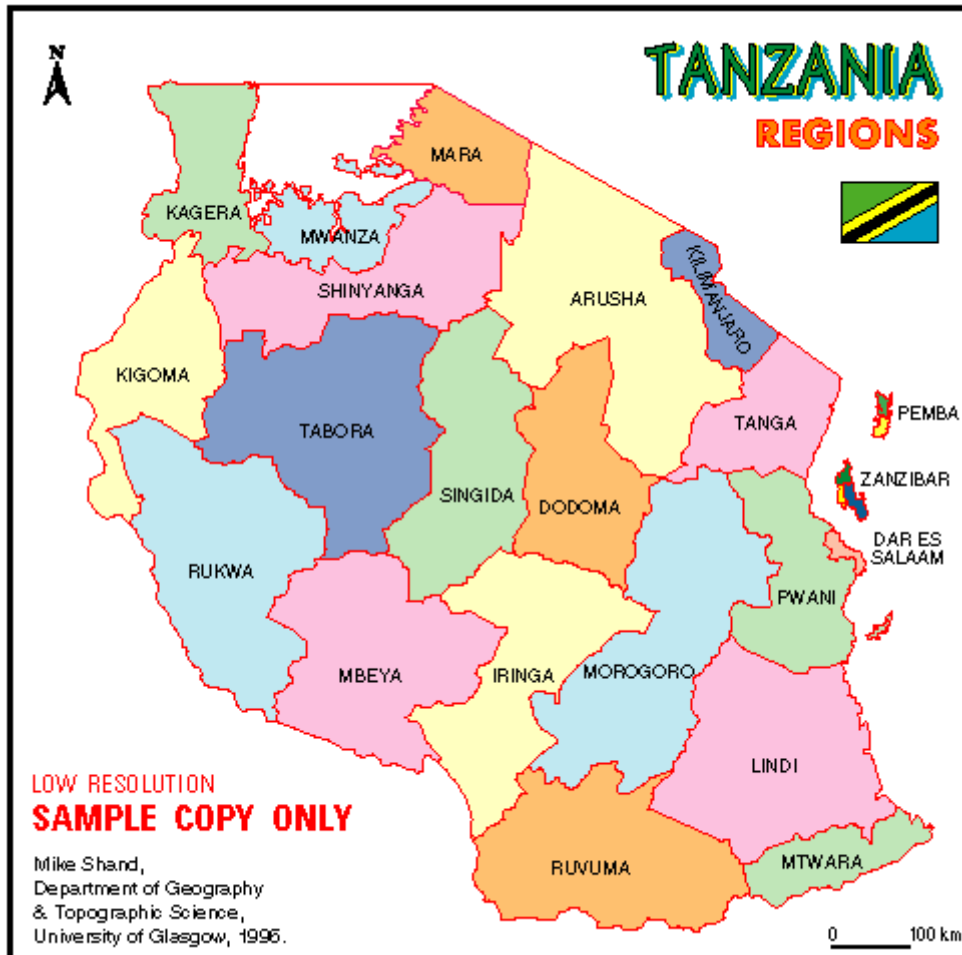 N
TANZANIA
REGIONS
MARA
KAGERA
MWANZA
SHINYANGA
ARUSHA
KILIMANJARO
KIGOMA
TABORA
SINGIDA
DODOMA
TANGA
PEMBA
ZANZIBAR
DAR ES
SALAAM
RUKWA
PWANI
MBEYA
IRINGA
MOROGORO
LINDI
RUVUMA
MTWARA
LOW RESOLUTION
SAMPLE COPY ONLY
Mike Shand,
Department of Geography
& Topographic Science,
University of Glasgow, 1996.
0 100 km